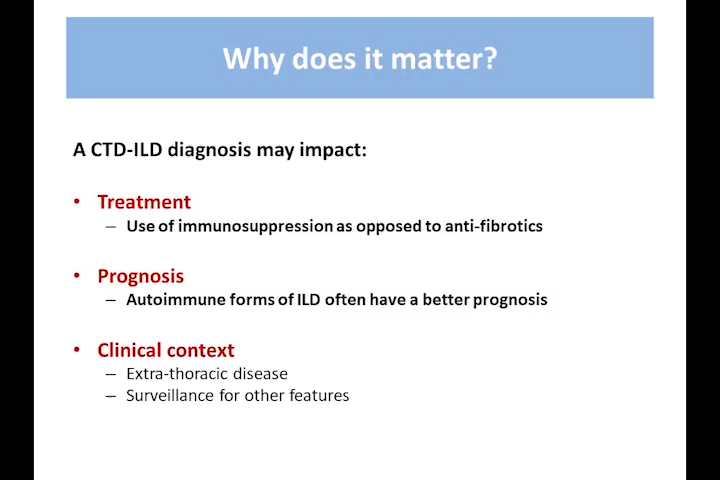 Why does it matter?
A CTD-ILD diagnosis may impact:
• Treatment
– Use of immunosuppression as opposed to anti-fibrotics
• Prognosis
– Autoimmune forms of ILD often have a better prognosis
• Clinical context
– Extra-thoracic disease
– Surveillance for other features